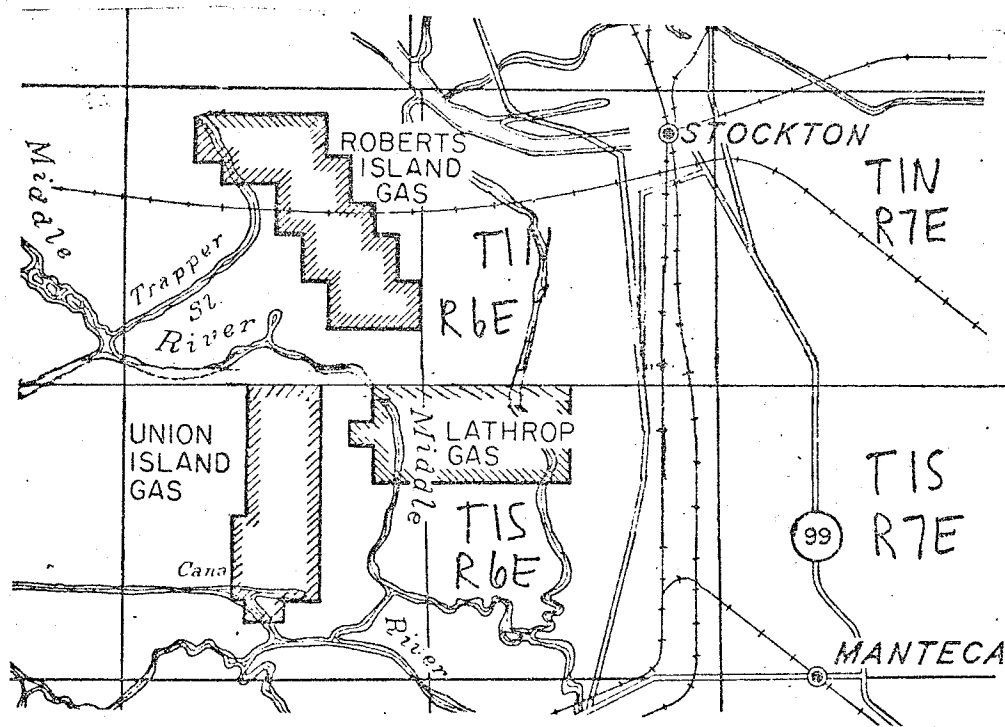 STOCKTON
ROBERTS
ISLAND
GAS
T1N
R7E
Middle
Trapper
Sl.
River
T1N
R6E
UNION
ISLAND
GAS
Middle
LATHROP
GAS
T1S
R6E
T1S
R7E
99
Canal
River
MANTECA